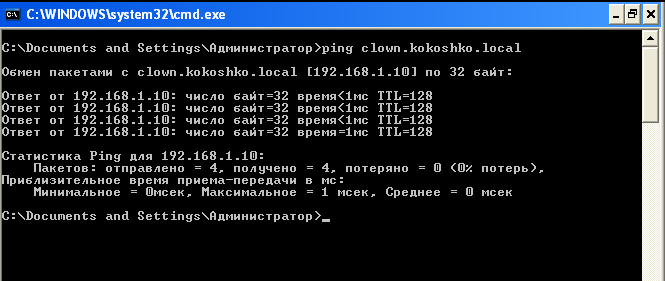 C:\WINDOWS\system32\cmd.exe
C:\Documents and Settings\Администратор>ping clown.kokoshko.local
Обмен пакетами с clown.kokoshko.local [192.168.1.10] по 32 байт:
Ответ от 192.168.1.10: число байт=32 время<1мс TTL=128
Ответ от 192.168.1.10: число байт=32 время<1мс TTL=128
Ответ от 192.168.1.10: число байт=32 время<1мс TTL=128
Ответ от 192.168.1.10: число байт=32 время=1мс TTL=128
Статистика Ping для 192.168.1.10:
Пакетов: отправлено = 4, получено = 4, потеряно = 0 (0% потерь),
Приблизительное время приема-передачи в мс:
Минимальное = 0мсек, Максимальное = 1 мсек, Среднее = 0 мсек
C:\Documents and Settings\Администратор>_